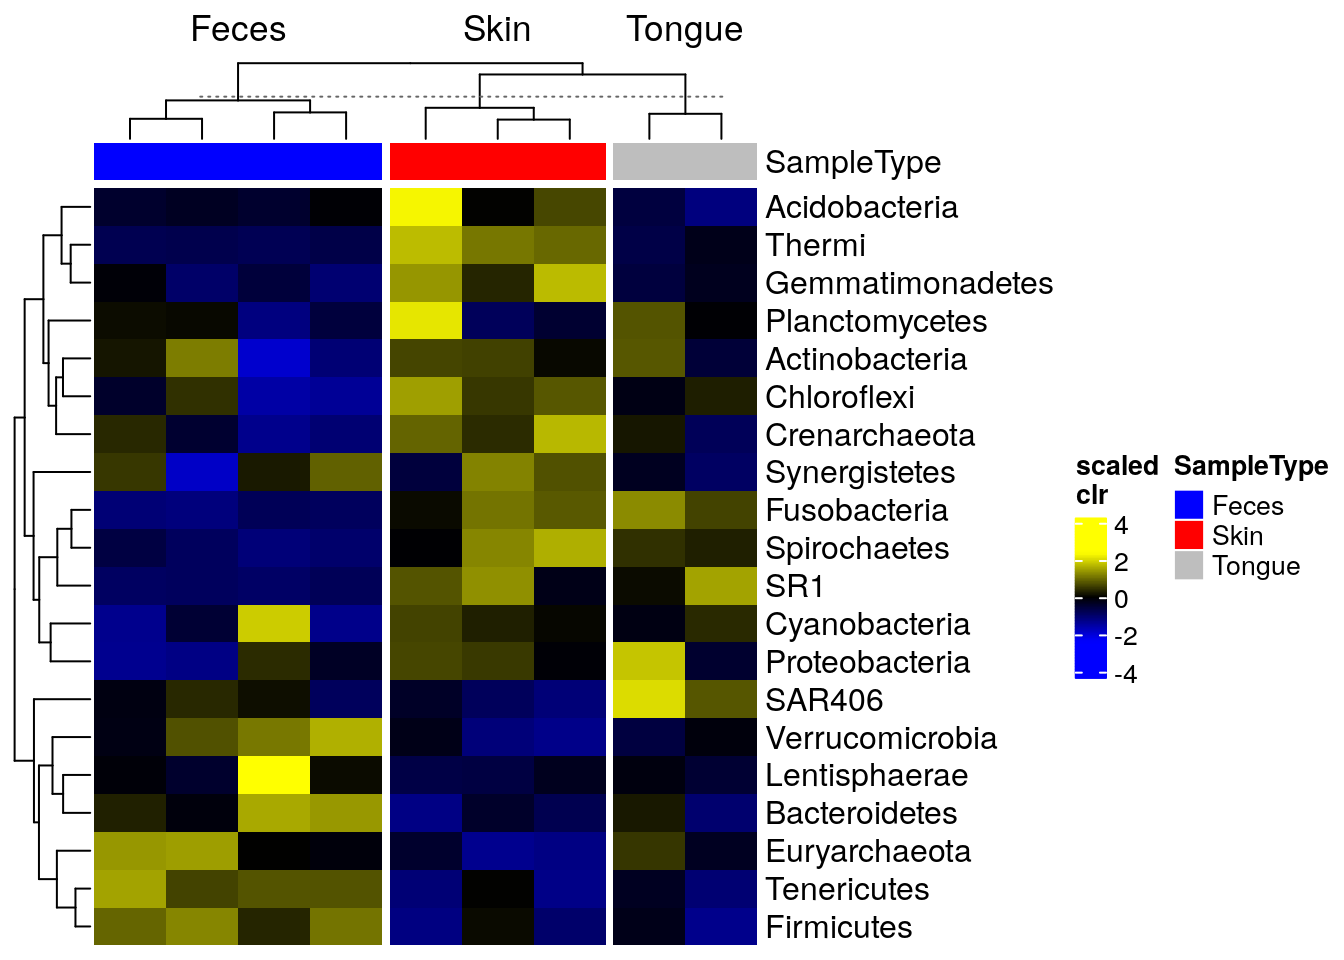 Feces Skin Tongue
SampleType
Acidobacteria
Thermi
Gemmatimonadetes
Planctomycetes
Actinobacteria
Chloroflexi
Crenarchaeota
Synergistetes
Fusobacteria
Spirochaetes
SR1
Cyanobacteria
Proteobacteria
SAR406
Verrucomicrobia
Lentisphaerae
Bacteroidetes
Euryarchaeota
Tenericutes
Firmicutes
scaled
clr
4
2
0
-2
-4
SampleType
Feces
Skin
Tongue